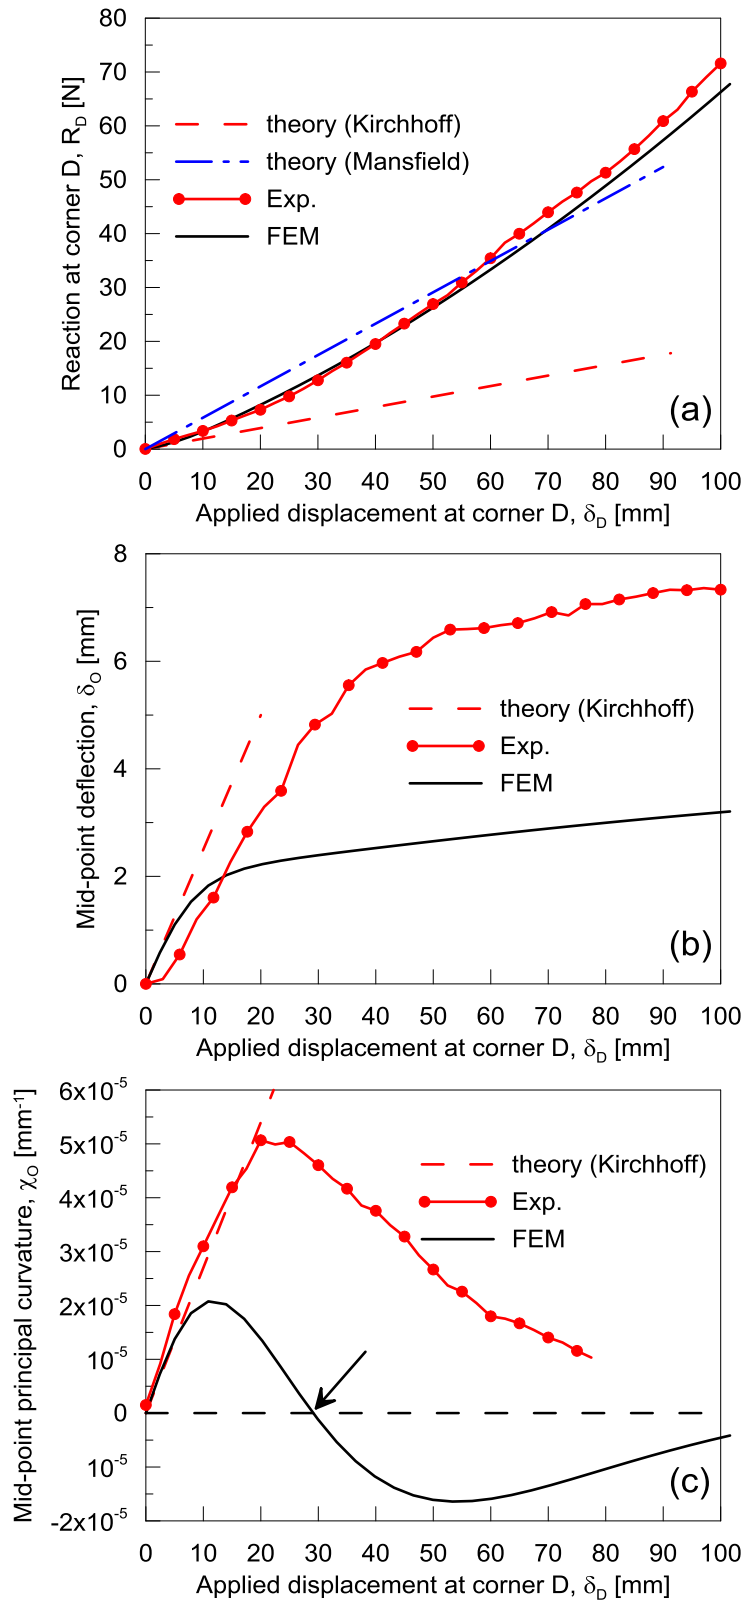 80
70
60
50
40
30
20
10
0
Reaction at corner D, R_D [N]
theory (Kirchhoff)
theory (Mansfield)
Exp.
FEM
(a)
0 10 20 30 40 50 60 70 80 90 100
Applied displacement at corner D, δ_D [mm]
8
6
4
2
0
Mid-point deflection, δ_O [mm]
theory (Kirchhoff)
Exp.
FEM
(b)
0 10 20 30 40 50 60 70 80 90 100
Applied displacement at corner D, δ_D [mm]
6x10⁻⁵
5x10⁻⁵
4x10⁻⁵
3x10⁻⁵
2x10⁻⁵
10⁻⁵
0
10⁻⁵
-2x10⁻⁵
Mid-point principal curvature, χ_O [mm⁻¹]
theory (Kirchhoff)
Exp.
FEM
(c)
0 10 20 30 40 50 60 70 80 90 100
Applied displacement at corner D, δ_D [mm]